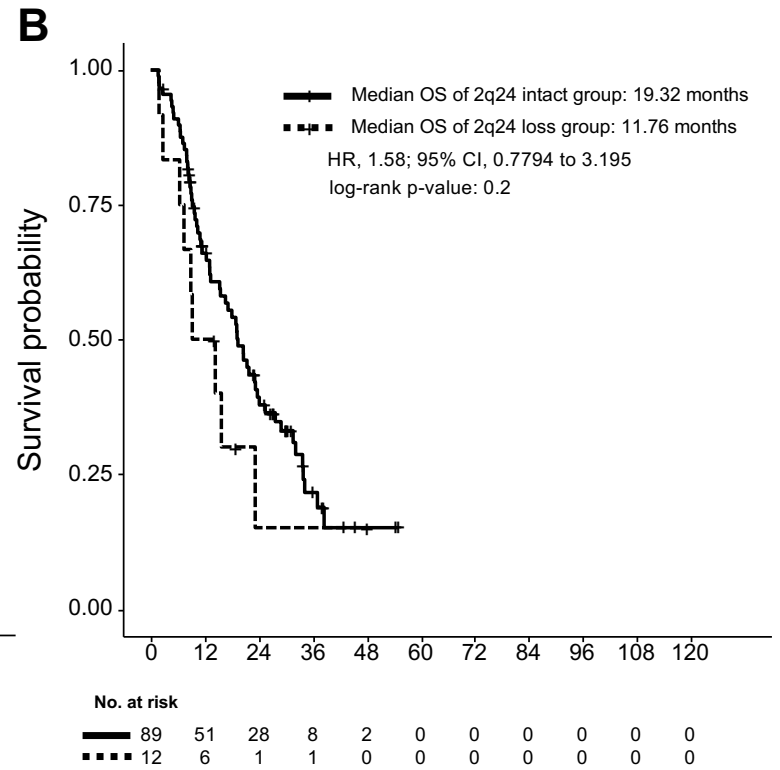 B
Median OS of 2q24 intact group: 19.32 months
Median OS of 2q24 loss group: 11.76 months
HR, 1.58; 95% CI, 0.7794 to 3.195
log-rank p-value: 0.2
Survival probability
1.00
0.75
0.50
0.25
0.00
0 12 24 36 48 60 72 84 96 108 120
No. at risk
89 51 28 8 2 0 0 0 0 0 0
12 6 1 1 0 0 0 0 0 0 0